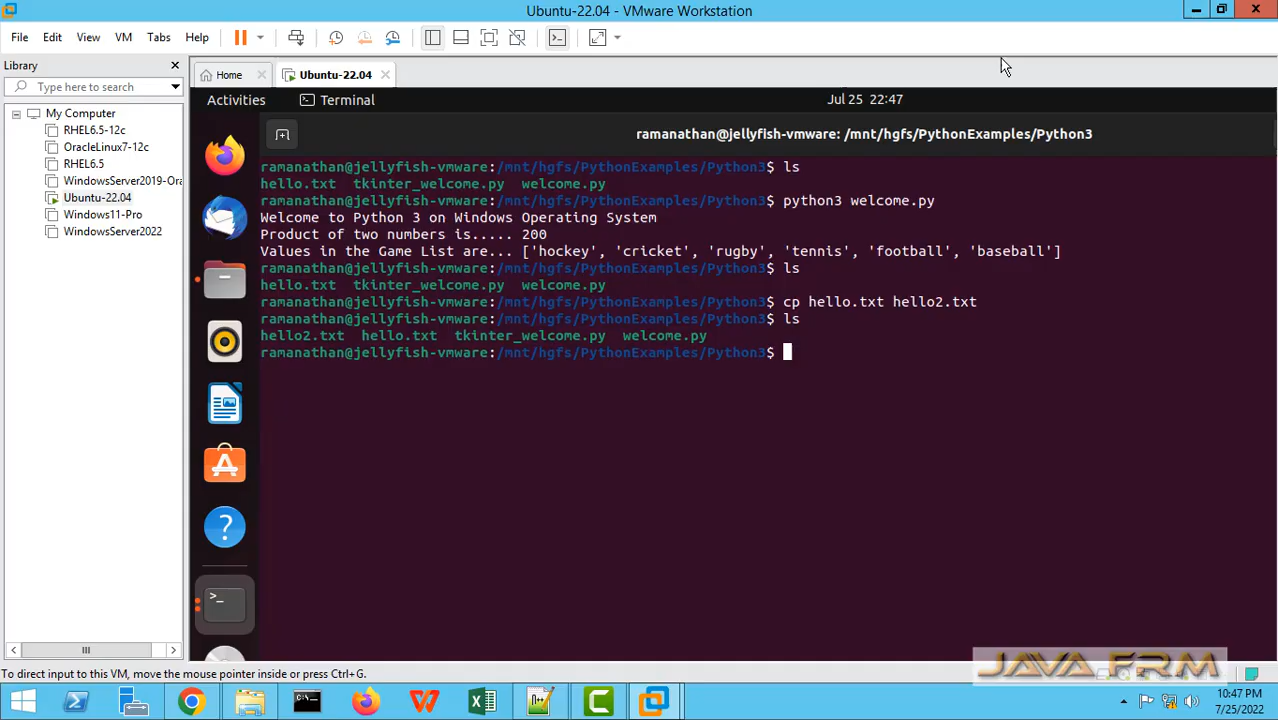 Ubuntu-22.04 - VMware Workstation
File Edit View VM Tabs Help
Library
Type here to search
My Computer
RHEL6.5-12c
OracleLinux7-12c
RHEL6.5
WindowsServer2019-Ora
Ubuntu-22.04
Windows11-Pro
WindowsServer2022
Home
Ubuntu-22.04
Activities
Terminal
Jul 25 22:47
ramanathan@jellyfish-vmware: /mnt/hgfs/PythonExamples/Python3
ramanathan@jellyfish-vmware:/mnt/hgfs/PythonExamples/Python3$ ls
hello.txt tkinter_welcome.py welcome.py
ramanathan@jellyfish-vmware:/mnt/hgfs/PythonExamples/Python3$ python3 welcome.py
Welcome to Python 3 on Windows Operating System
Product of two numbers is..... 200
Values in the Game List are... ['hockey', 'cricket', 'rugby', 'tennis', 'football', 'baseball']
ramanathan@jellyfish-vmware:/mnt/hgfs/PythonExamples/Python3$ ls
hello.txt tkinter_welcome.py welcome.py
ramanathan@jellyfish-vmware:/mnt/hgfs/PythonExamples/Python3$ cp hello.txt hello2.txt
ramanathan@jellyfish-vmware:/mnt/hgfs/PythonExamples/Python3$ ls
hello2.txt hello.txt tkinter_welcome.py welcome.py
ramanathan@jellyfish-vmware:/mnt/hgfs/PythonExamples/Python3$
JAVA FRM
To direct input to this VM, move the mouse pointer inside or press Ctrl+G.
10:47 PM
7/25/2022